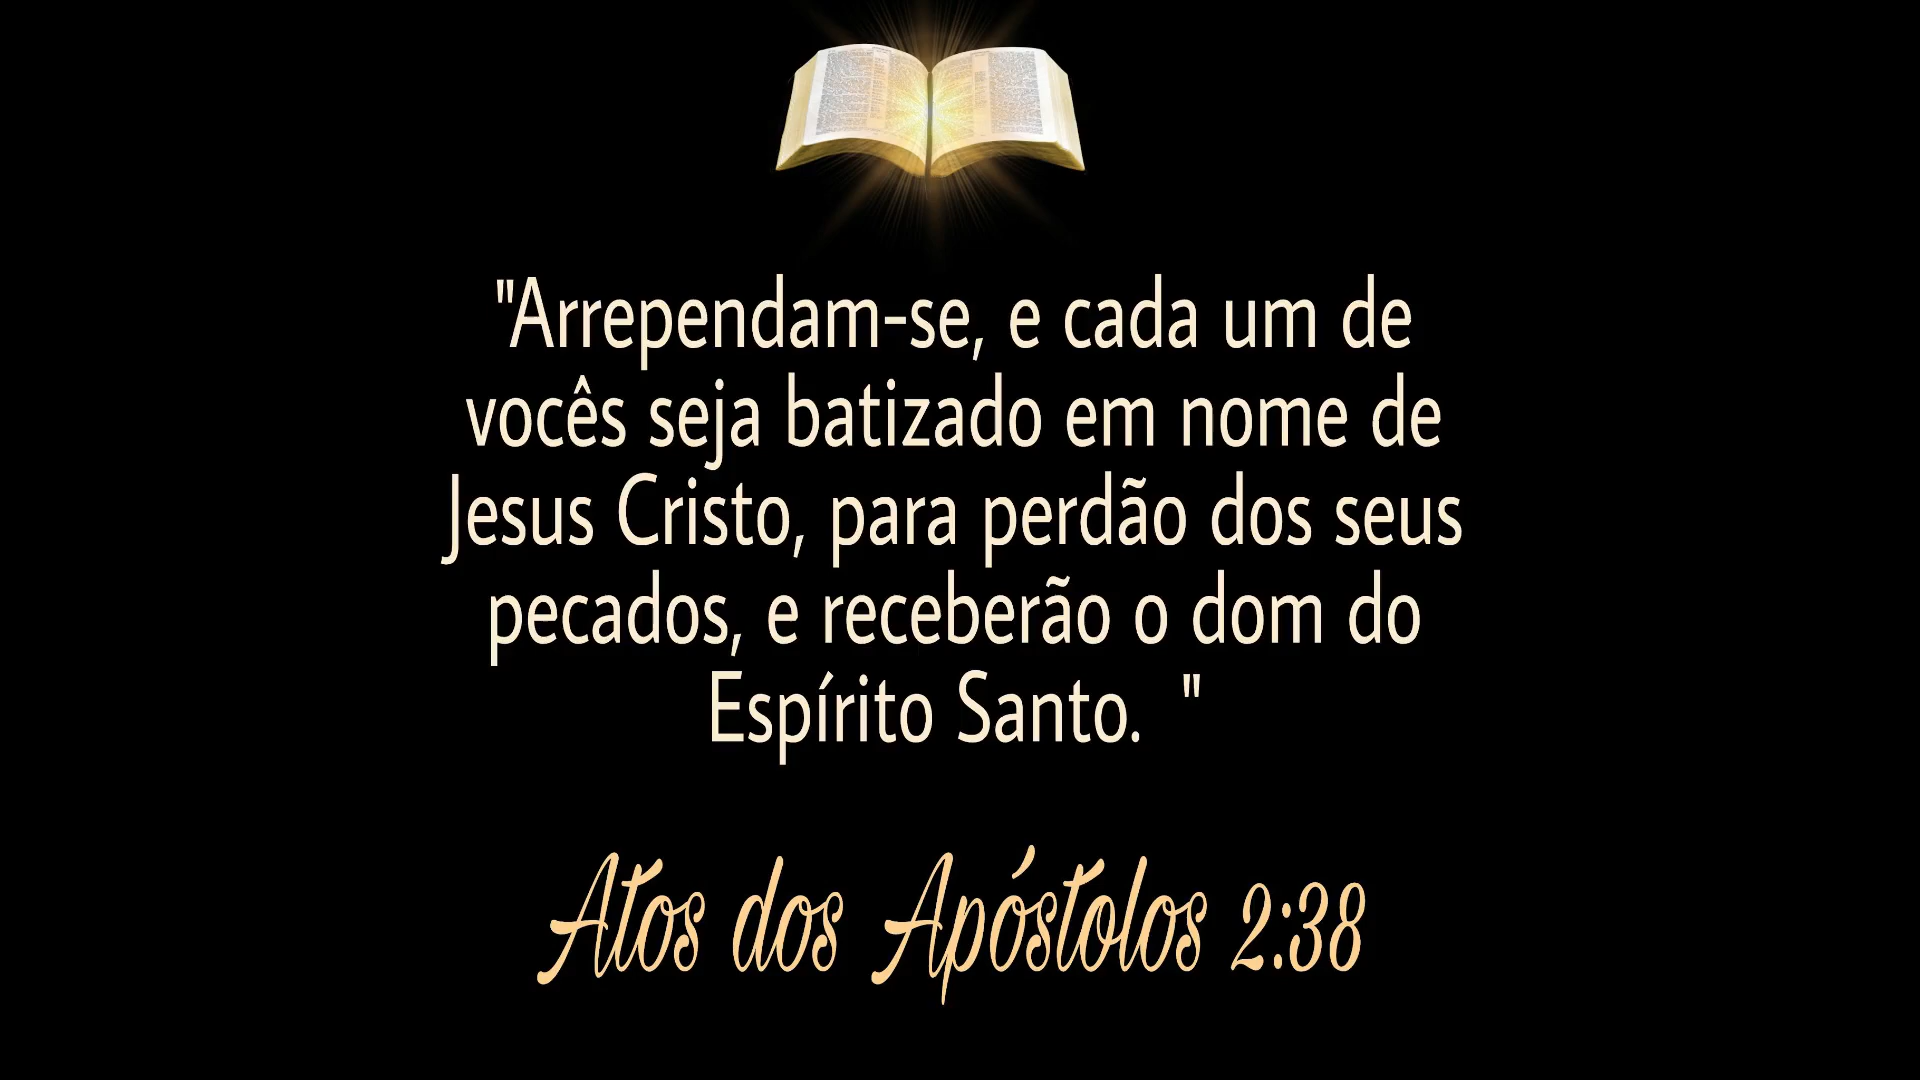 "Arrependam-se, e cada um de
vocês seja batizado em nome de
Jesus Cristo, para perdão dos seus
pecados, e receberão o dom do
Espírito Santo.  "
Atos dos Apóstolos 2:38